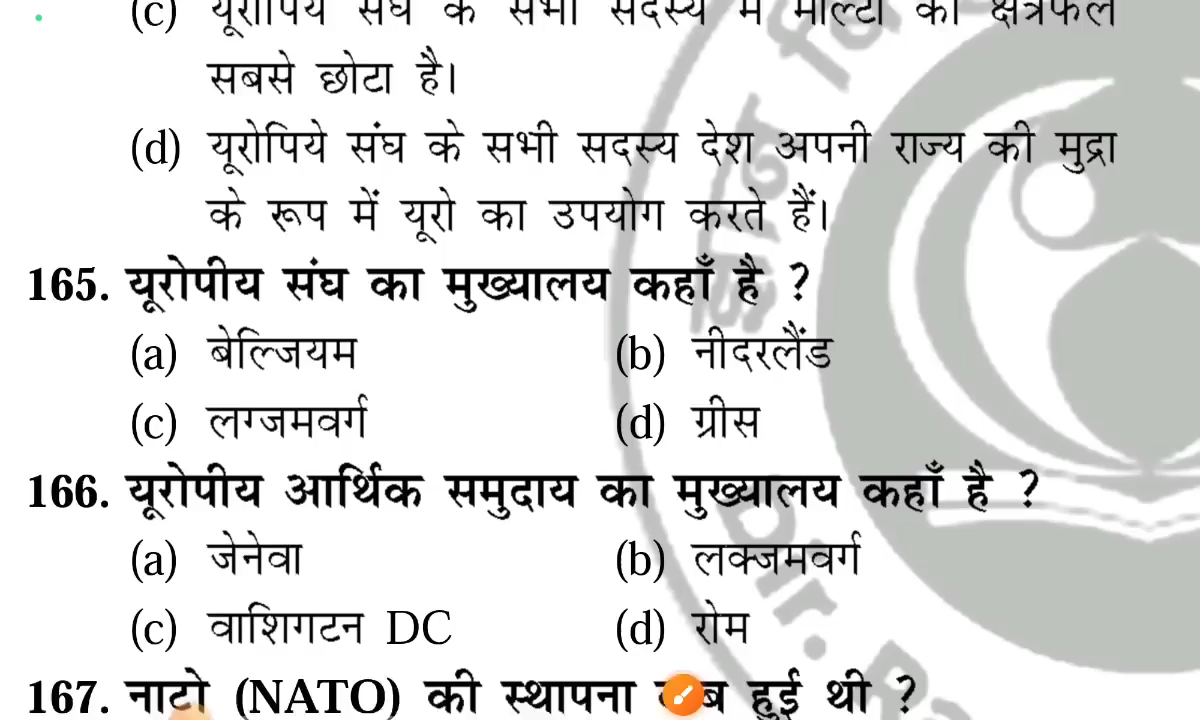 (c) यूरोपिय संघ के सभी सदस्य में माल्टा का क्षेत्रफल
सबसे छोटा है।
(d) यूरोपिये संघ के सभी सदस्य देश अपनी राज्य की मुद्रा
के रूप में यूरो का उपयोग करते हैं।
165. यूरोपीय संघ का मुख्यालय कहाँ है ?
(a) बेल्जियम (b) नीदरलैंड
(c) लग्जमवर्ग (d) ग्रीस
166. यूरोपीय आर्थिक समुदाय का मुख्यालय कहाँ है ?
(a) जेनेवा (b) लक्जमवर्ग
(c) वाशिगटन DC (d) रोम
167. नाटो (NATO) की स्थापना हुई थी ?